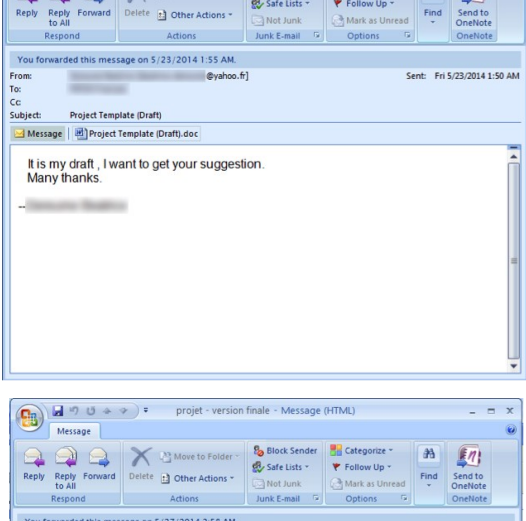 Safe Lists Follow Up
Reply Reply to All Forward Delete Other Actions Not Junk Mark as Unread Find Send to OneNote
Respond Actions Junk E-mail Options OneNote
You forwarded this message on 5/23/2014 1:55 AM.
From: @yahoo.fr] Sent: Fri 5/23/2014 1:50 AM
To:
Cc:
Subject: Project Template (Draft)
Message Project Template (Draft).doc
It is my draft , I want to get your suggestion.
Many thanks.
--
projet - version finale - Message (HTML)
Message
Move to Folder Block Sender Categorize
Safe Lists Follow Up
Reply Reply to All Forward Delete Other Actions Not Junk Mark as Unread Find Send to OneNote
Respond Actions Junk E-mail Options OneNote